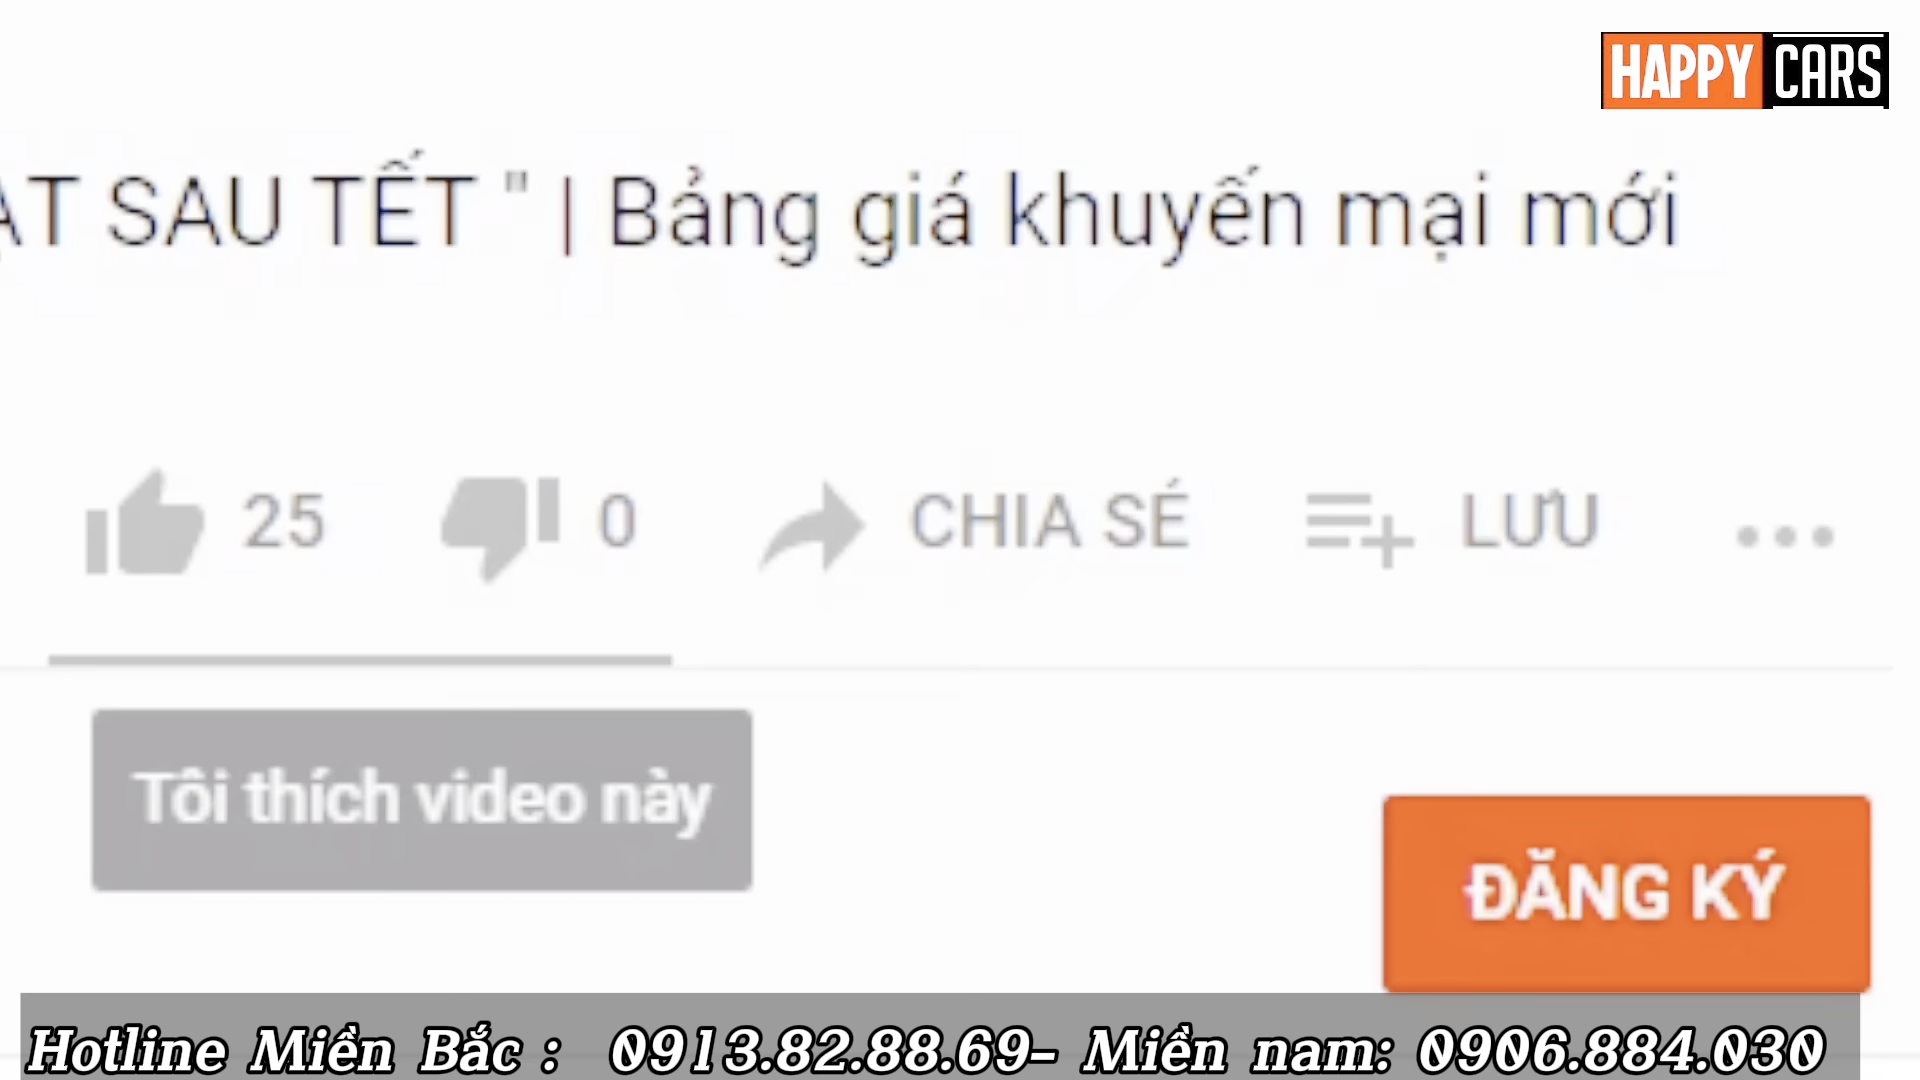 HAPPY CARS
ẠT SAU TẾT " | Bảng giá khuyến mại mới
25 0 CHIA SẺ LƯU
Tôi thích video này
ĐĂNG KÝ
Hotline Miền Bắc : 0913.82.88.69- Miền nam: 0906.884.030